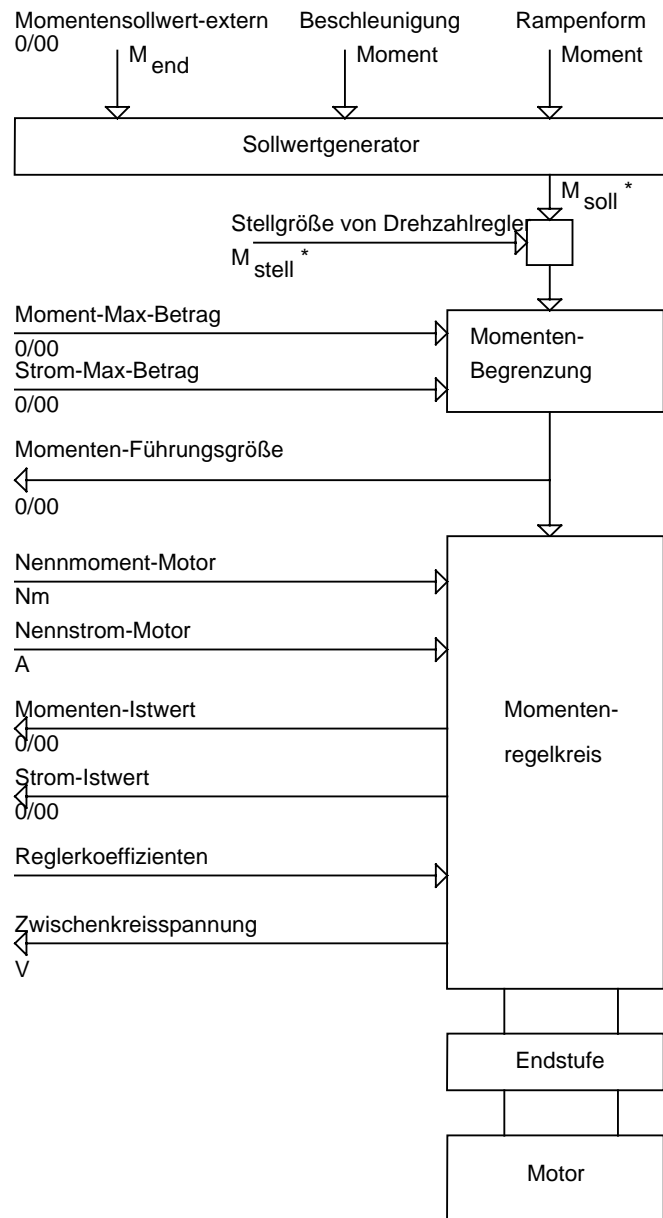 Momentensollwert-extern Beschleunigung Rampenform
0/00
M end Moment Moment
Sollwertgenerator
M soll *
Stellgröße von Drehzahlregler
M stell *
Moment-Max-Betrag
0/00
Momenten-
Begrenzung
Strom-Max-Betrag
0/00
Momenten-Führungsgröße
0/00
Nennmoment-Motor
Nm
Nennstrom-Motor
A
Momenten-Istwert
0/00
Momenten-
regelkreis
Strom-Istwert
0/00
Reglerkoeffizienten
Zwischenkreisspannung
V
Endstufe
Motor